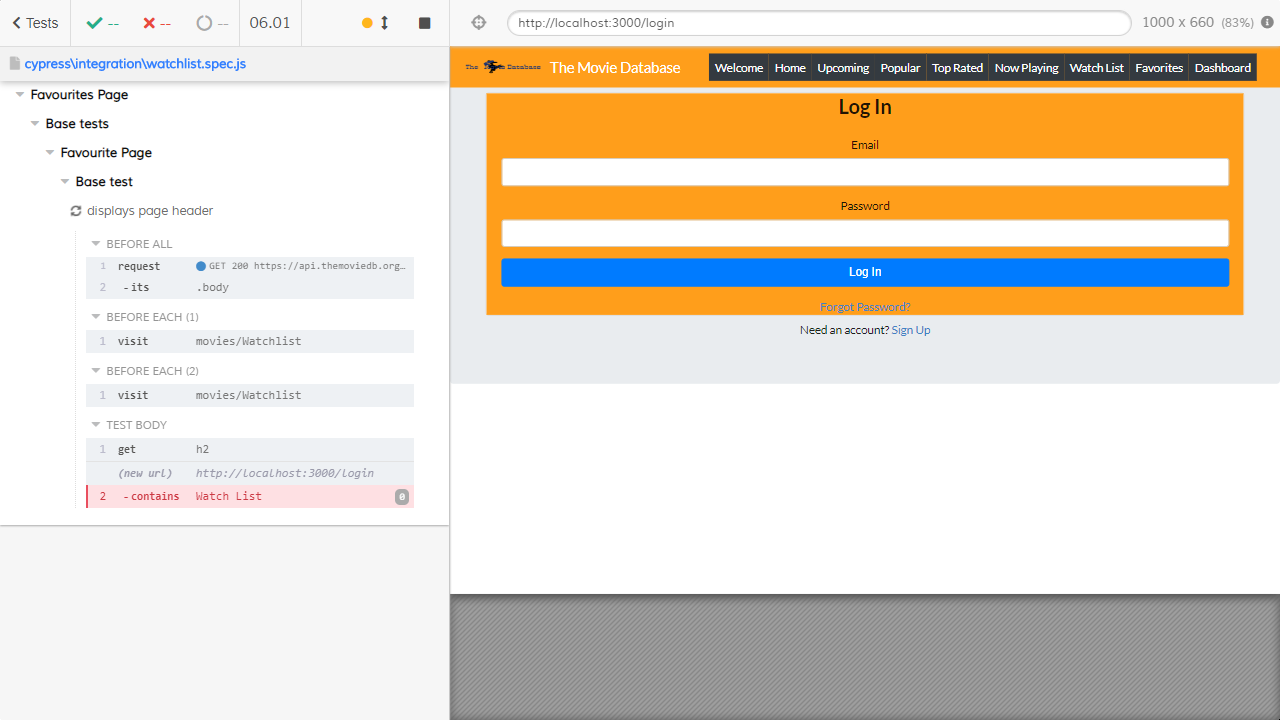 Tests
--
--
--
06.01
http://localhost:3000/login
1000 x 660 (83%)
cypress\integration\watchlist.spec.js
Favourites Page
Base tests
Favourite Page
Base test
displays page header
BEFORE ALL
1 request GET 200 https://api.themoviedb.org…
2 -its .body
BEFORE EACH (1)
1 visit movies/Watchlist
BEFORE EACH (2)
1 visit movies/Watchlist
TEST BODY
1 get h2
(new url) http://localhost:3000/login
2 -contains Watch List 0
The Movie Database
Welcome Home Upcoming Popular Top Rated Now Playing Watch List Favorites Dashboard
Log In
Email
Password
Log In
Forgot Password?
Need an account? Sign Up